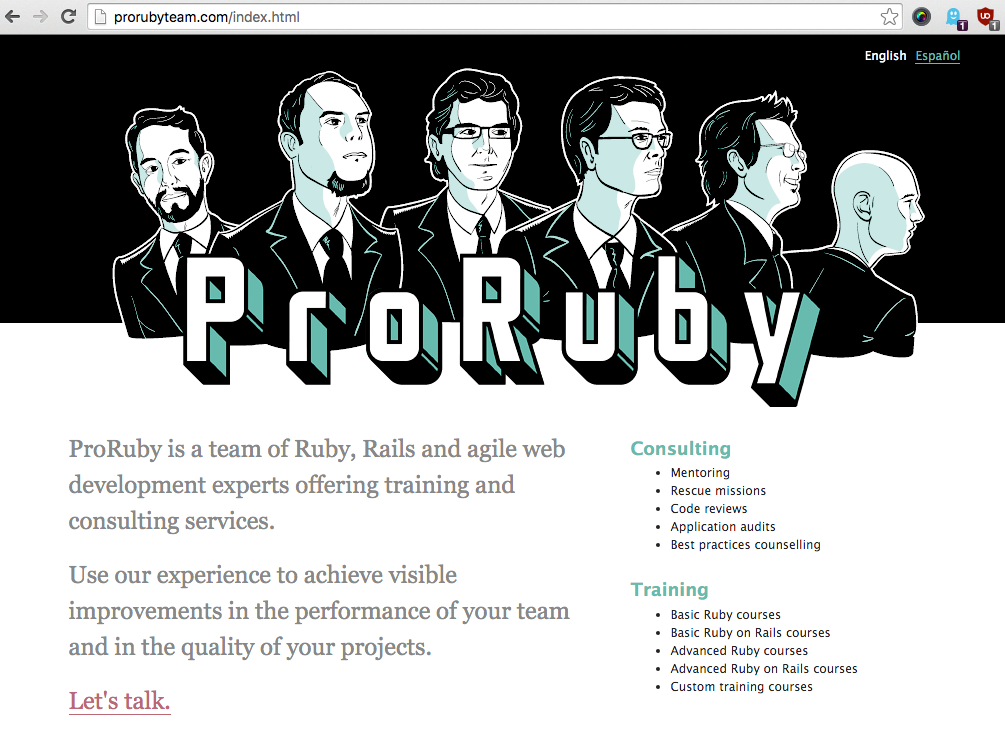 prorubyteam.com/index.html
1
1
English Español
ProRuby
ProRuby is a team of Ruby, Rails and agile web
development experts offering training and
consulting services.
Use our experience to achieve visible
improvements in the performance of your team
and in the quality of your projects.
Let's talk.
Consulting
Mentoring
Rescue missions
Code reviews
Application audits
Best practices counselling
Training
Basic Ruby courses
Basic Ruby on Rails courses
Advanced Ruby courses
Advanced Ruby on Rails courses
Custom training courses